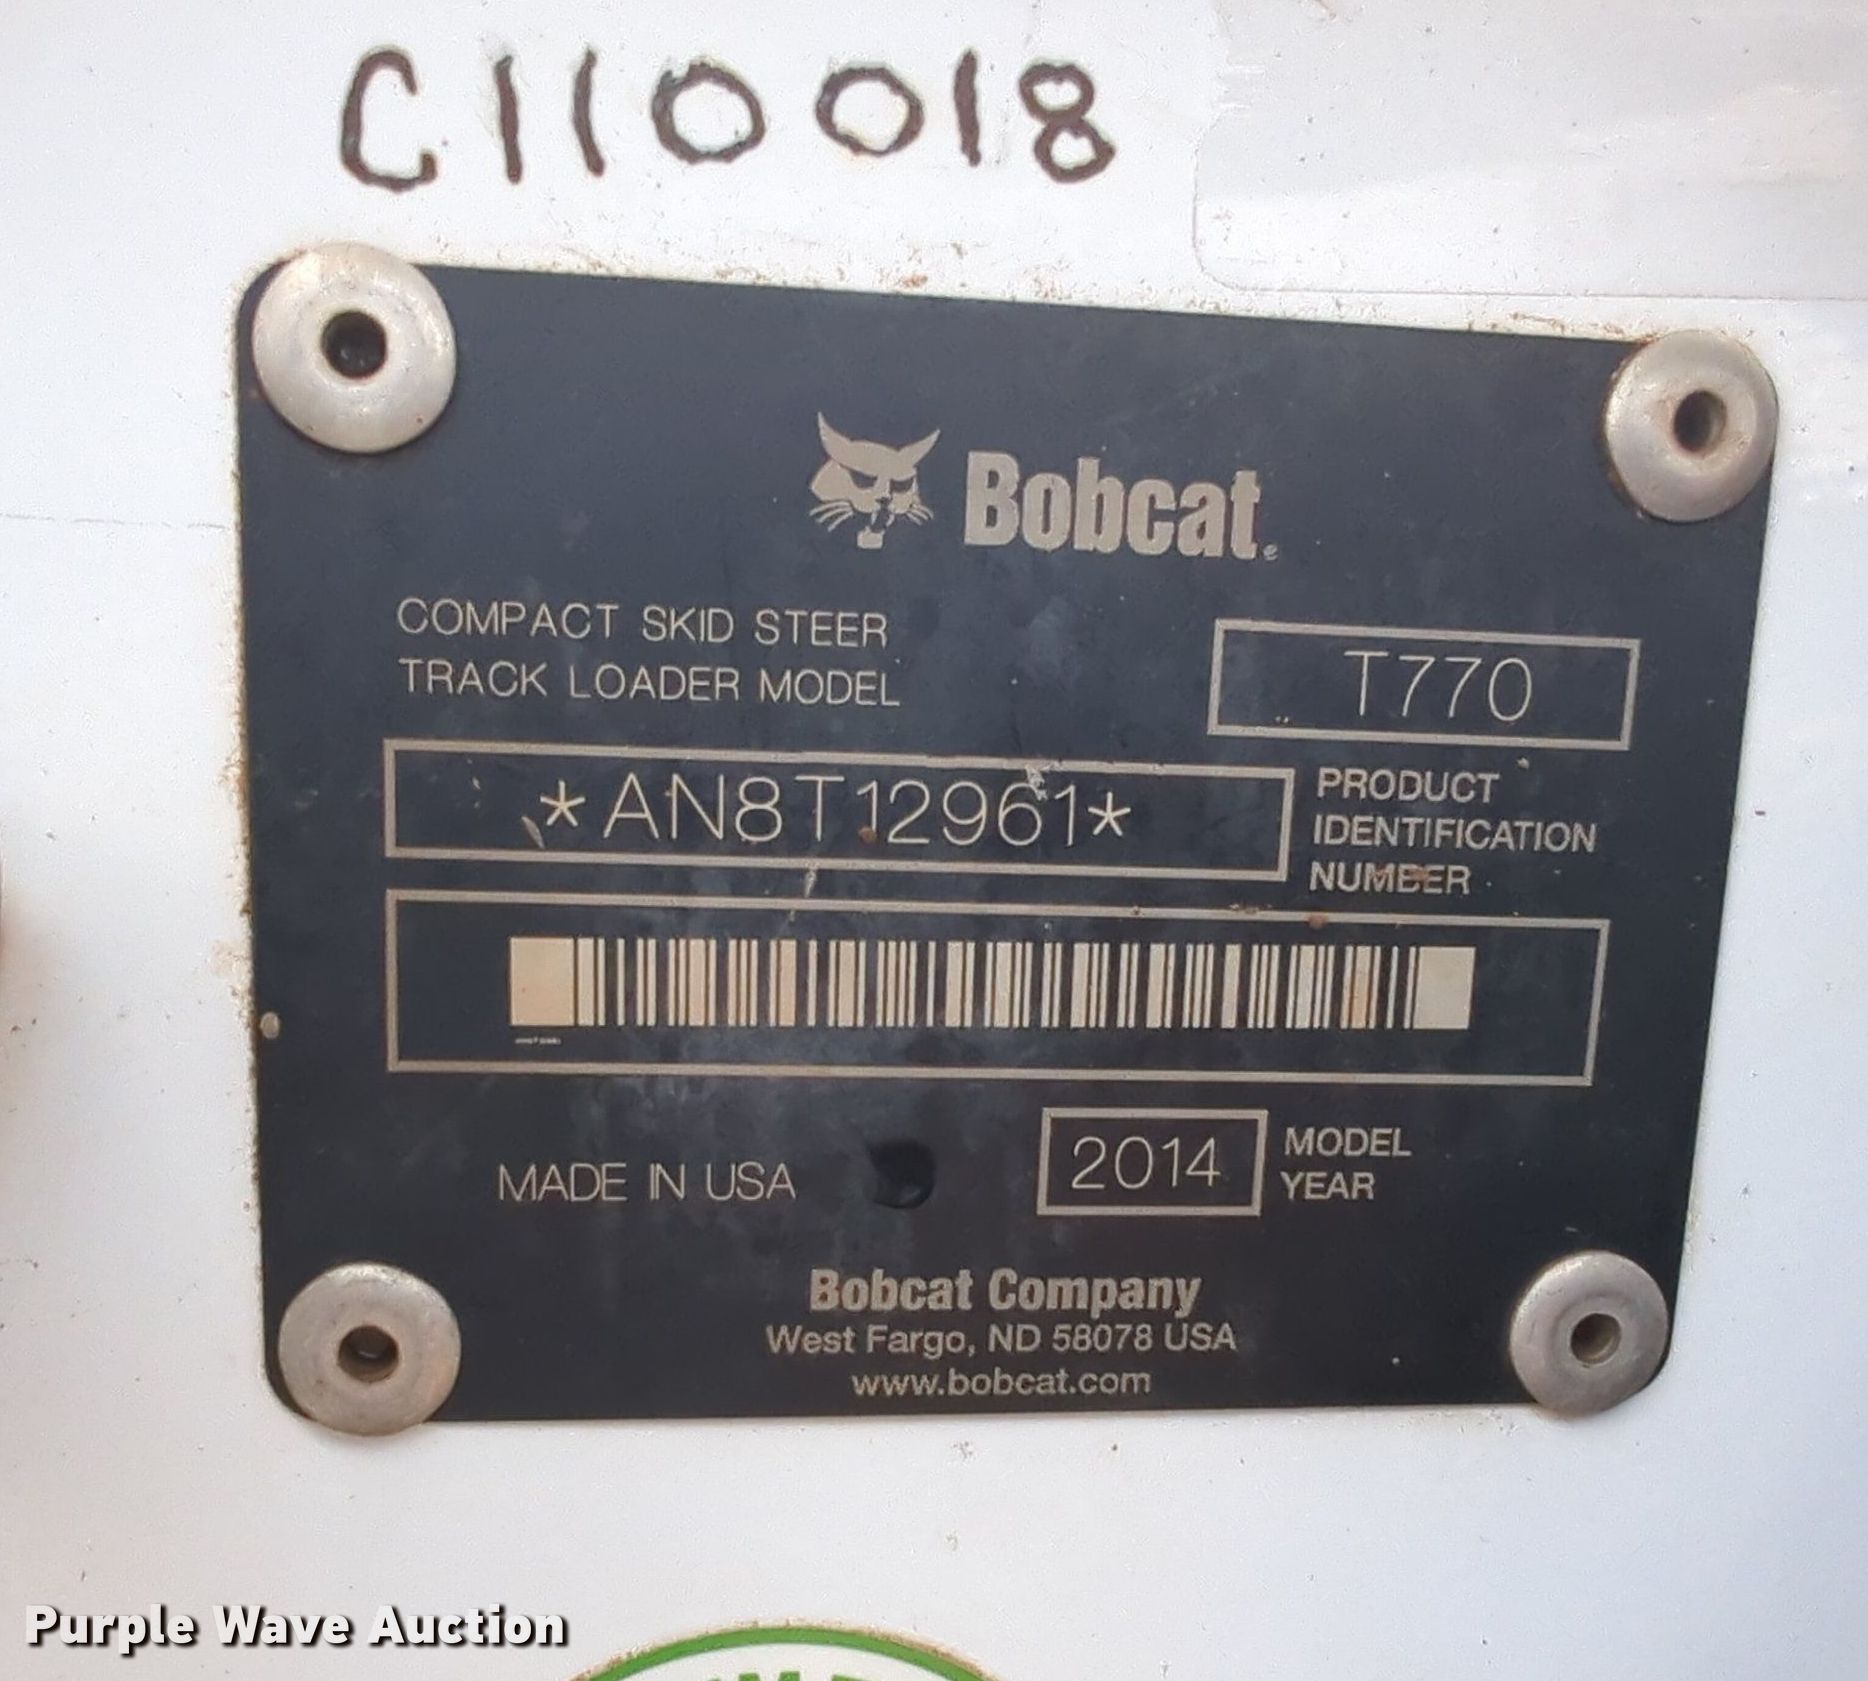 C110018
Bobcat®
COMPACT SKID STEER
TRACK LOADER MODEL
T770
*AN8T12961*
PRODUCT
IDENTIFICATION
NUMBER
MADE IN USA
2014
MODEL
YEAR
Bobcat Company
West Fargo, ND 58078 USA
www.bobcat.com
Purple Wave Auction